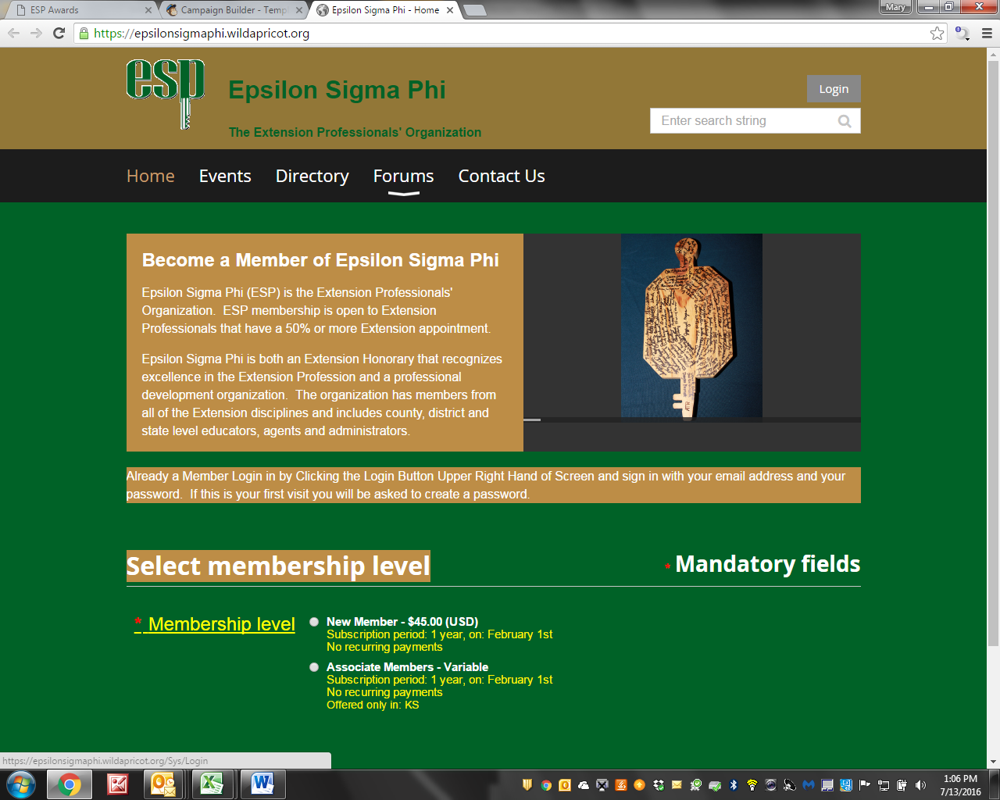 ESP Awards
Campaign Builder - Templ
Epsilon Sigma Phi - Home
Mary
https://epsilonsigmaphi.wildapricot.org
esp
Epsilon Sigma Phi
The Extension Professionals' Organization
Login
Enter search string
Home Events Directory Forums Contact Us
Become a Member of Epsilon Sigma Phi
Epsilon Sigma Phi (ESP) is the Extension Professionals'
Organization.  ESP membership is open to Extension
Professionals that have a 50% or more Extension appointment.
Epsilon Sigma Phi is both an Extension Honorary that recognizes
excellence in the Extension Profession and a professional
development organization.  The organization has members from
all of the Extension disciplines and includes county, district and
state level educators, agents and administrators.
Already a Member Login in by Clicking the Login Button Upper Right Hand of Screen and sign in with your email address and your
password.  If this is your first visit you will be asked to create a password.
Select membership level
* Mandatory fields
* Membership level
New Member - $45.00 (USD)
Subscription period: 1 year, on: February 1st
No recurring payments
Associate Members - Variable
Subscription period: 1 year, on: February 1st
No recurring payments
Offered only in: KS
https://epsilonsigmaphi.wildapricot.org/Sys/Login
1:06 PM
7/13/2016